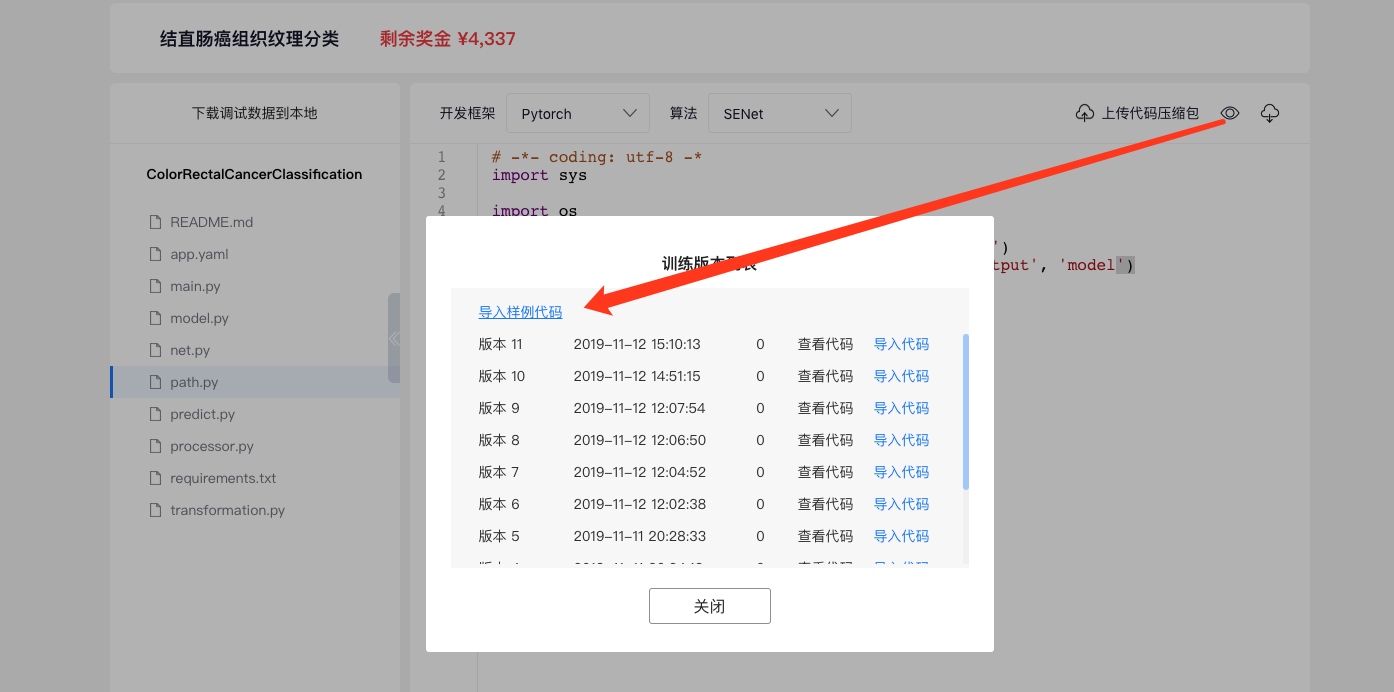 结直肠癌组织纹理分类 剩余奖金 ¥4,337
下载调试数据到本地
ColorRectalCancerClassification
README.md
app.yaml
main.py
model.py
net.py
path.py
predict.py
processor.py
requirements.txt
transformation.py
开发框架 Pytorch 算法 SENet 上传代码压缩包
1 # -*- coding: utf-8 -*
2 import sys
3
4 import os
')
tput', 'model')
训练版本列表
导入样例代码
版本 11 2019-11-12 15:10:13 0 查看代码 导入代码
版本 10 2019-11-12 14:51:15 0 查看代码 导入代码
版本 9 2019-11-12 12:07:54 0 查看代码 导入代码
版本 8 2019-11-12 12:06:50 0 查看代码 导入代码
版本 7 2019-11-12 12:04:52 0 查看代码 导入代码
版本 6 2019-11-12 12:02:38 0 查看代码 导入代码
版本 5 2019-11-11 20:28:33 0 查看代码 导入代码
关闭